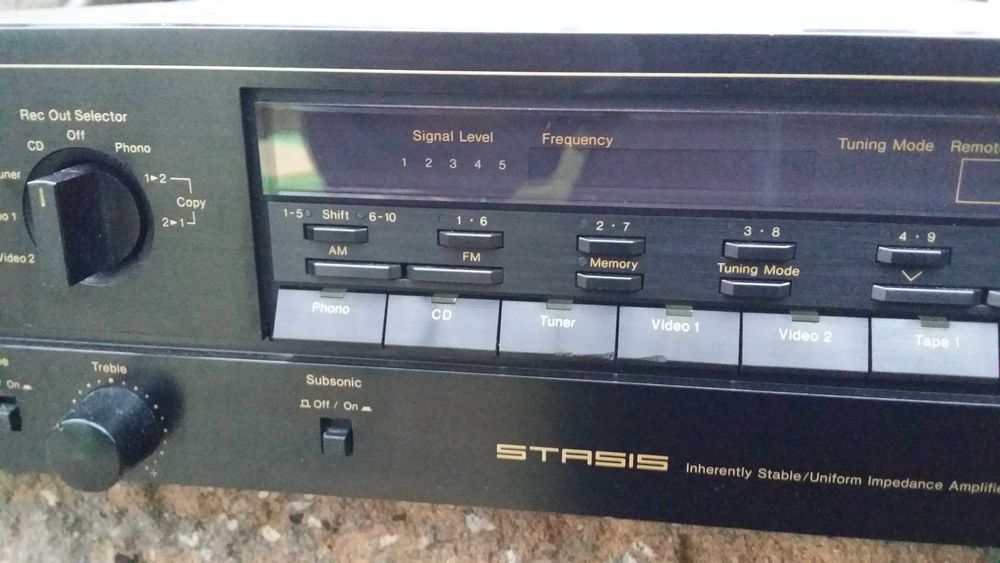 Rec Out Selector
Off
CD
Phono
uner
1▸2
Copy
2▸1
o 1
Video 2
Signal Level
1 2 3 4 5
Frequency
Tuning Mode
Remote
1-5
Shift
6-10
1 · 6
2 · 7
3 · 8
4 · 9
AM
FM
Memory
Tuning Mode
Phono
CD
Tuner
Video 1
Video 2
Tape 1
ne
On
Treble
Subsonic
Off / On
STASIS
Inherently Stable/Uniform Impedance Amplifie